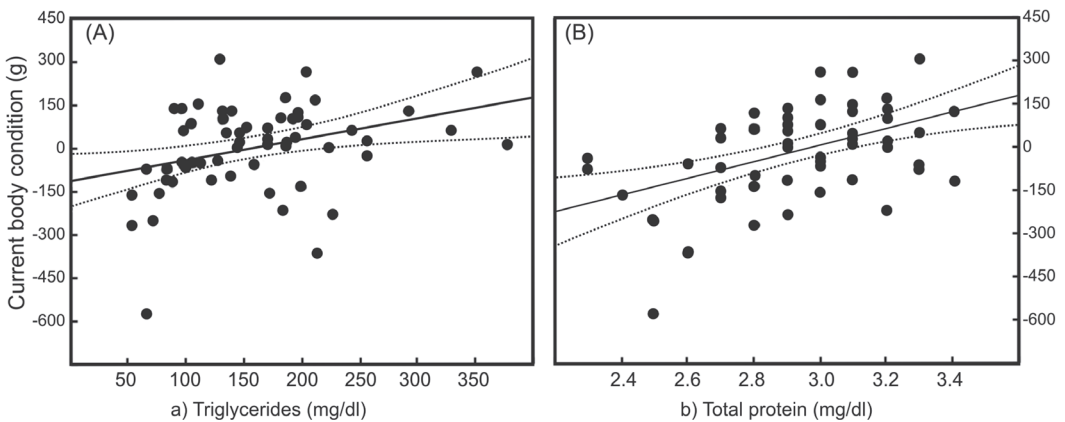 (A)
Current body condition (g)
450
300
150
0
-150
-300
-450
-600
50 100 150 200 250 300 350
a) Triglycerides (mg/dl)
(B)
450
300
150
0
-150
-300
-450
-600
2.4 2.6 2.8 3.0 3.2 3.4
b) Total protein (mg/dl)